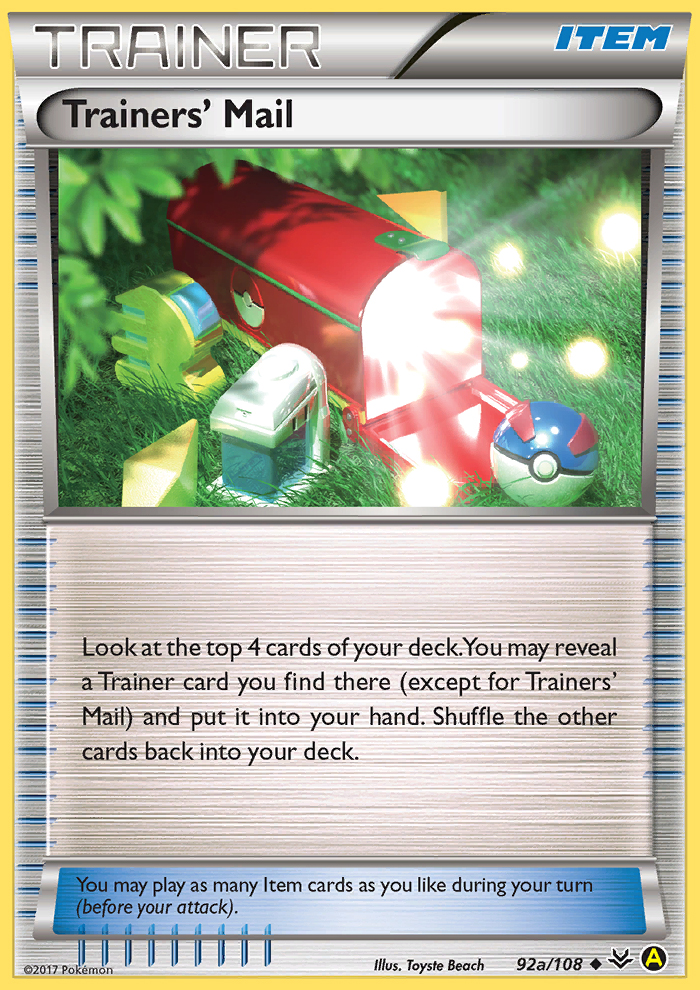 TRAINER
ITEM
Trainers' Mail
Look at the top 4 cards of your deck.You may reveal
a Trainer card you find there (except for Trainers'
Mail) and put it into your hand. Shuffle the other
cards back into your deck.
You may play as many Item cards as you like during your turn
(before your attack).
©2017 Pokémon
Illus. Toyste Beach
92a/108
A